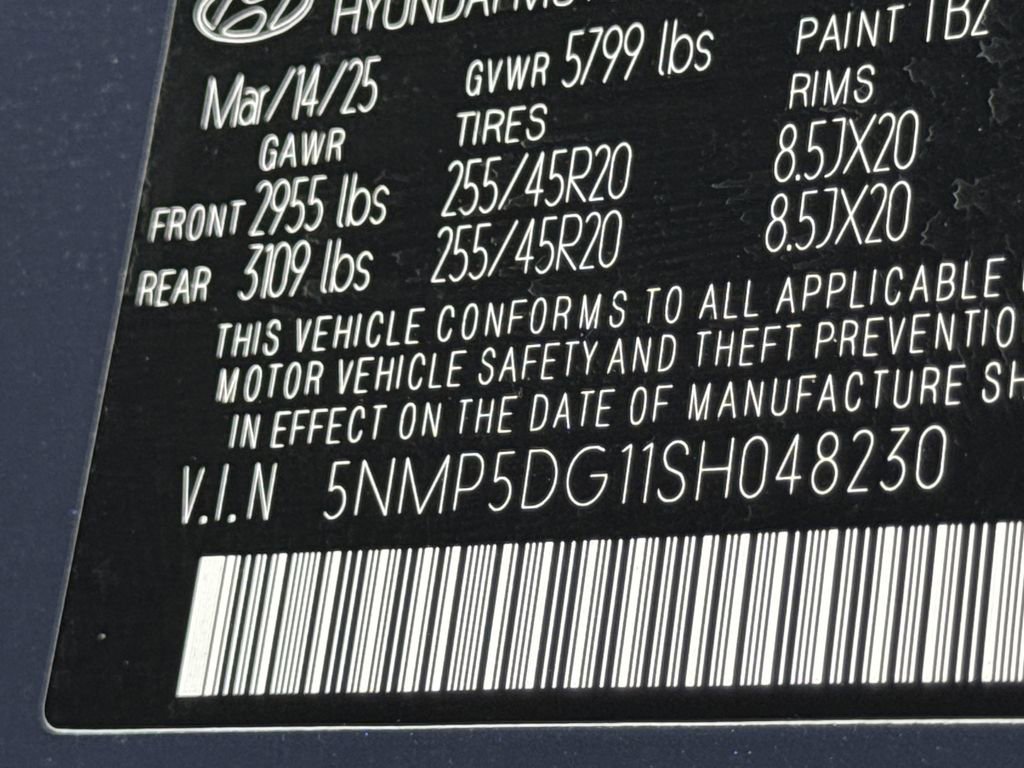 HYUNDAI
Mar/14/25 GVWR 5799 lbs PAINT
GAWR TIRES RIMS
FRONT 2955 lbs 255/45R20 8.5JX20
REAR 3109 lbs 255/45R20 8.5JX20
THIS VEHICLE CONFORMS TO ALL APPLICABLE
MOTOR VEHICLE SAFETY AND THEFT PREVENTIO
IN EFFECT ON THE DATE OF MANUFACTURE SH
V.I.N 5NMP5DG11SH048230